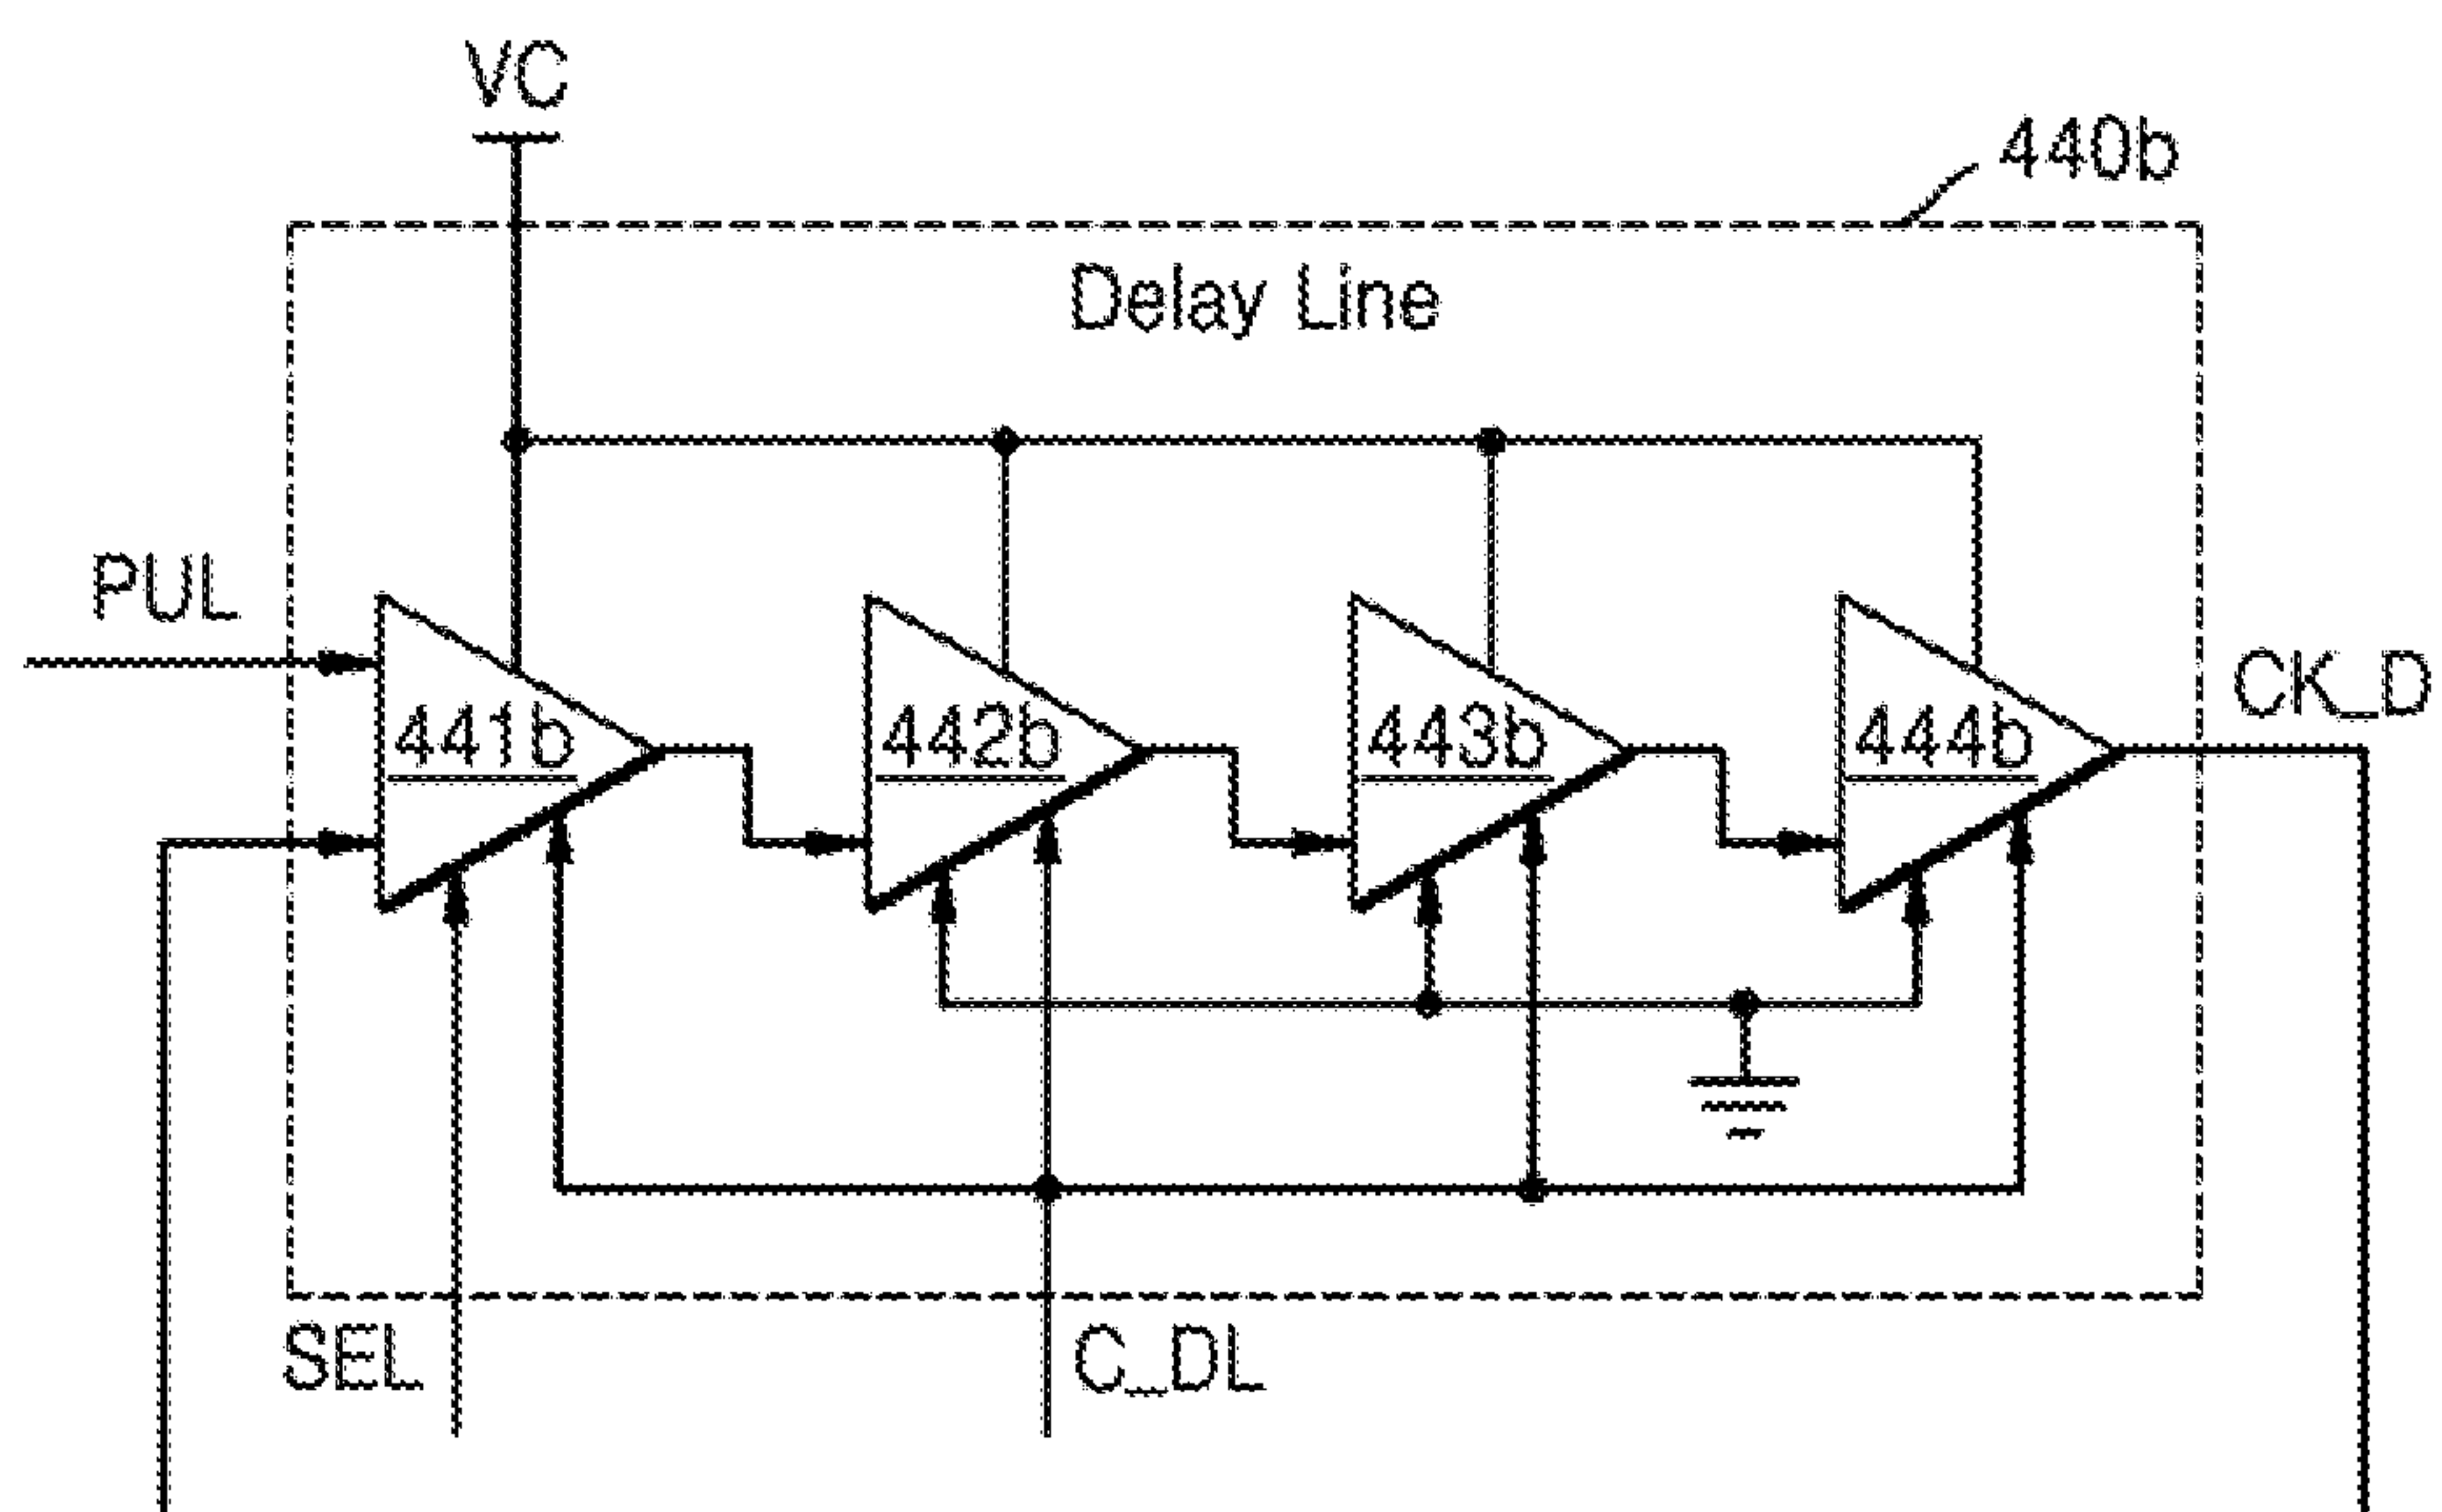 VC
440b
Delay Line
PUL
441b
442b
443b
444b
CK_D
SEL
C_DL